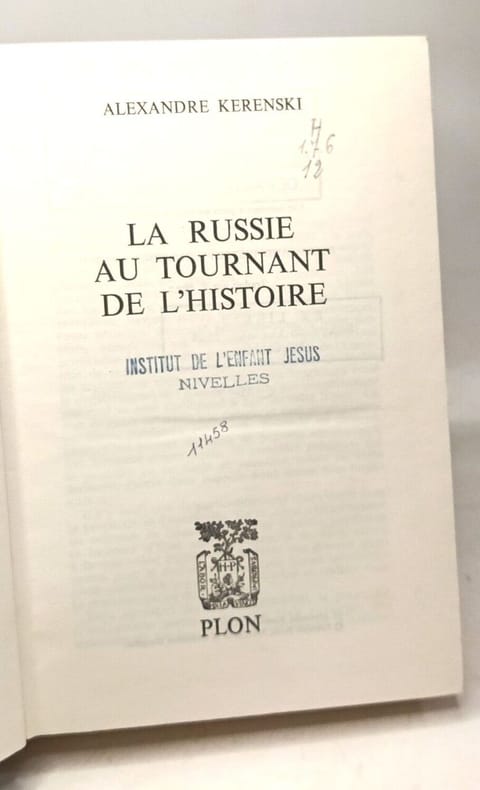 ALEXANDRE KERENSKI
H
1.76
12
LA RUSSIE
AU TOURNANT
DE L'HISTOIRE
INSTITUT DE L'ENFANT JESUS
NIVELLES
11458
H P
PLON